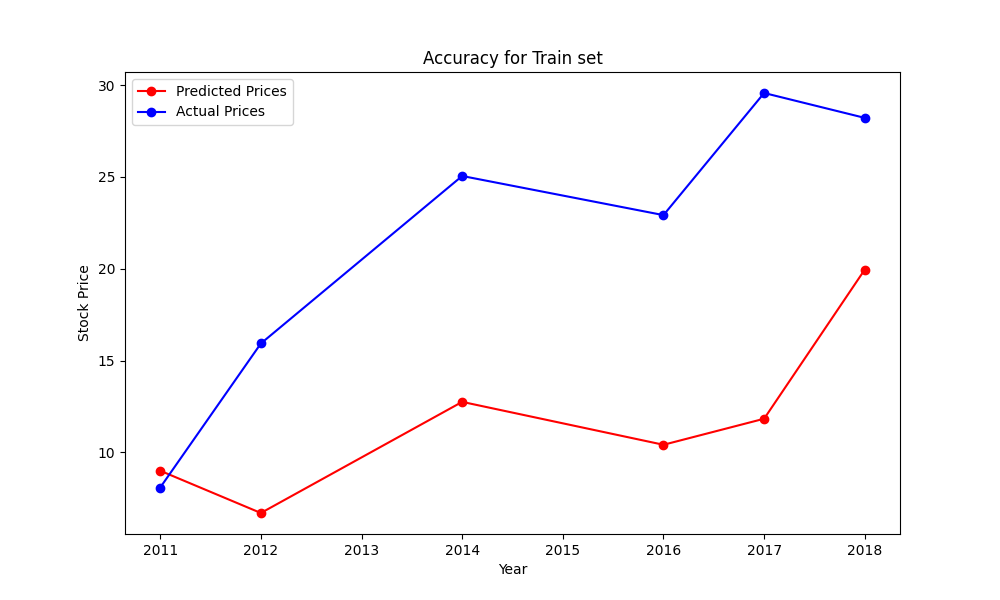 Accuracy for Train set
Predicted Prices
Actual Prices
30
25
20
15
10
Stock Price
2011 2012 2013 2014 2015 2016 2017 2018
Year